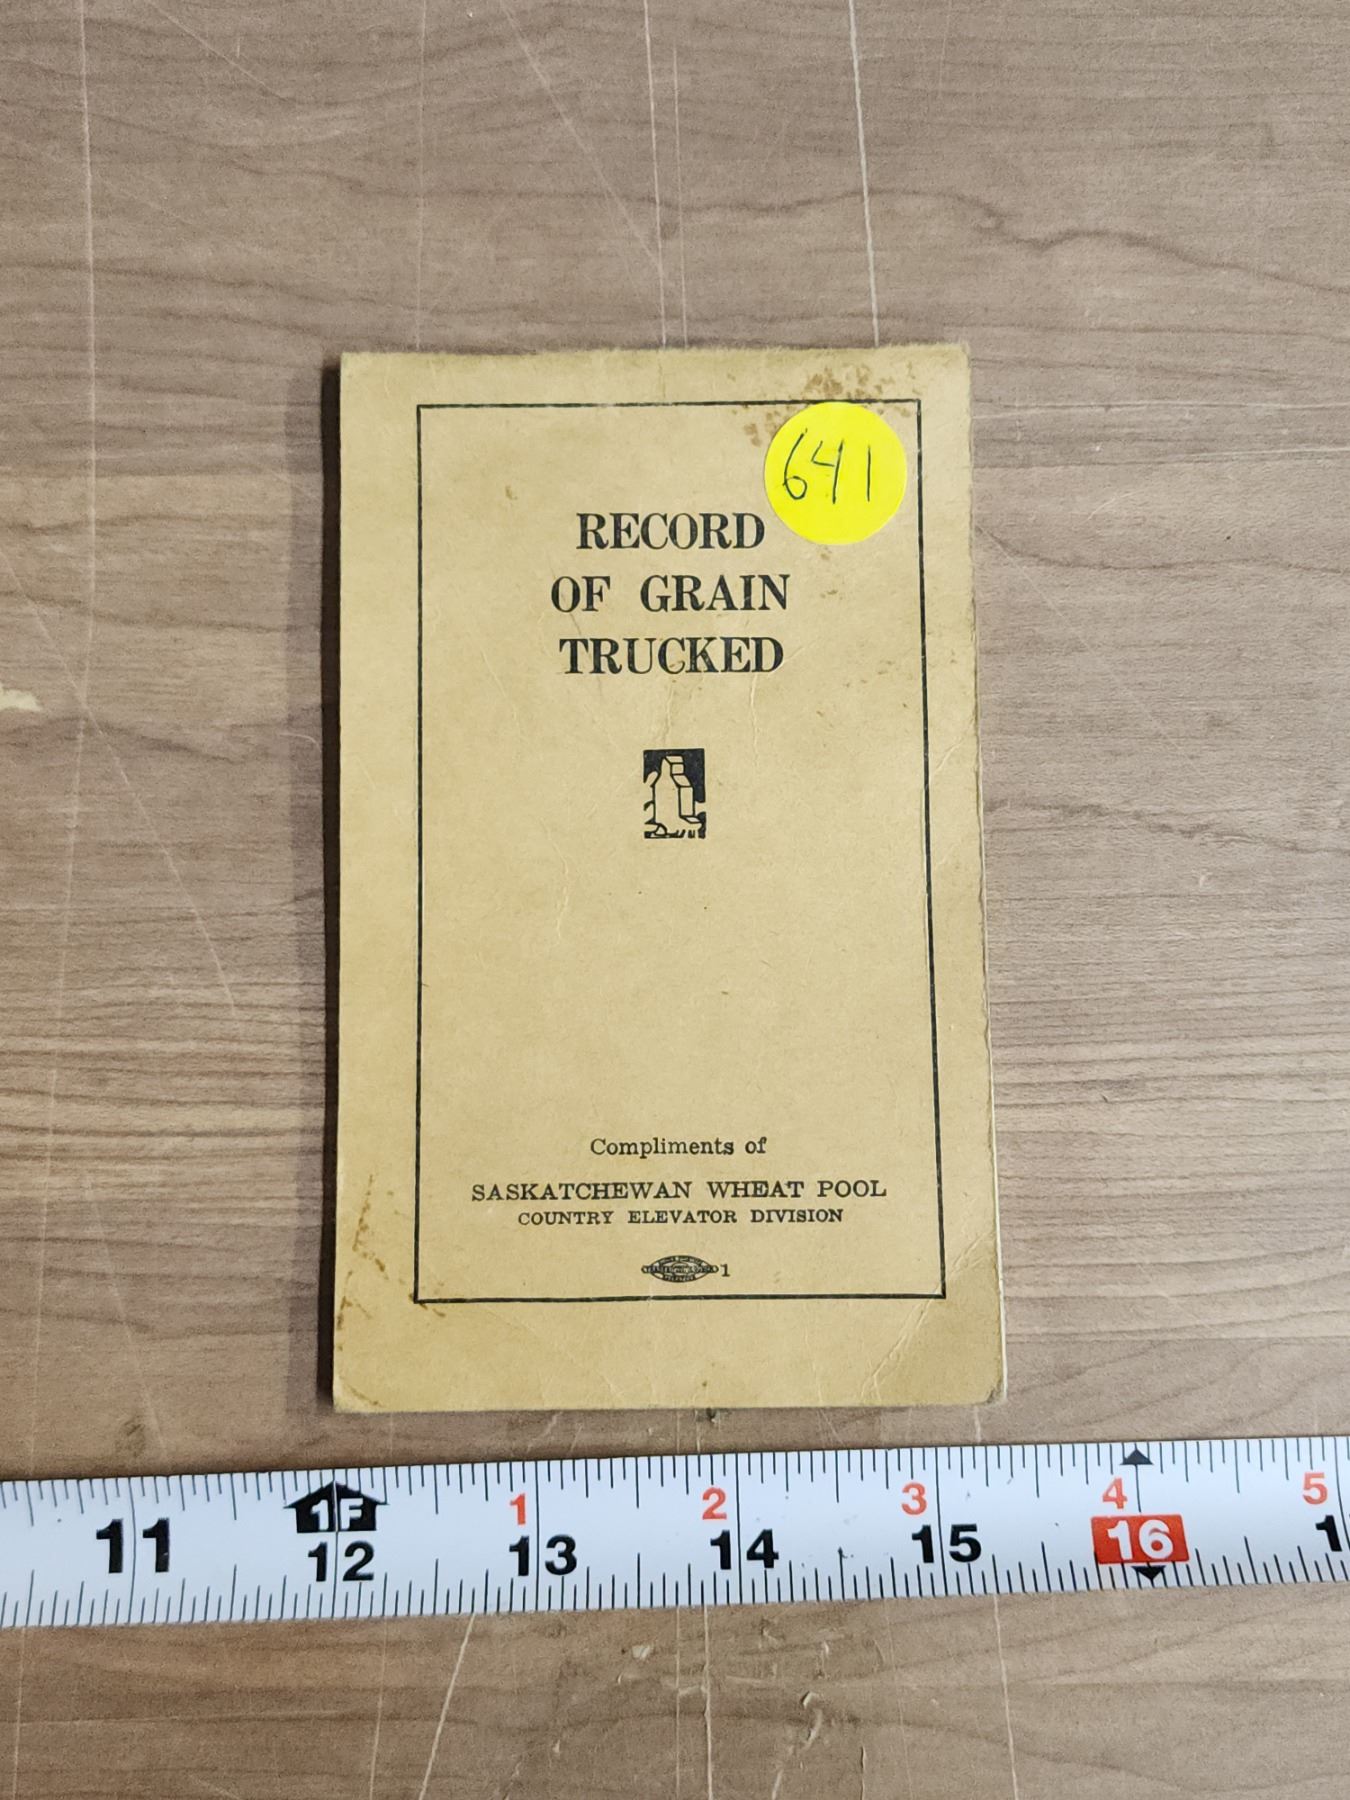 641
RECORD
OF GRAIN
TRUCKED
Compliments of
SASKATCHEWAN WHEAT POOL
COUNTRY ELEVATOR DIVISION
1
1F 1 2 3 4 5
11 12 13 14 15 16